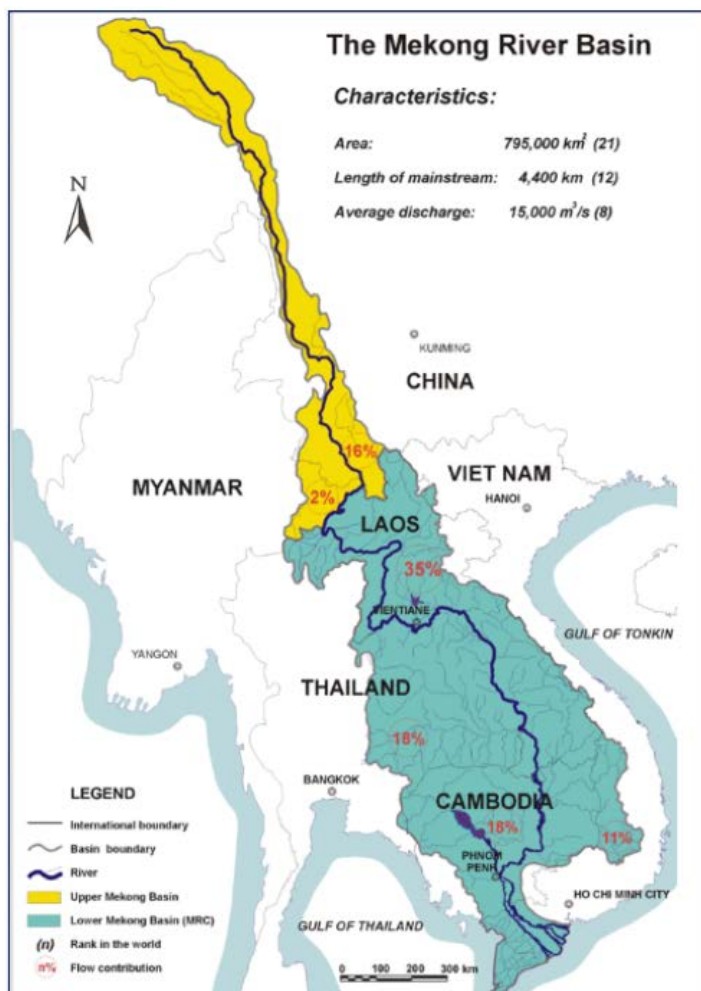 The Mekong River Basin
Characteristics:
Area: 795,000 km² (21)
Length of mainstream: 4,400 km (12)
Average discharge: 15,000 m³/s (8)
N
KUNMING
CHINA
16%
VIET NAM
MYANMAR
2%
HANOI
LAOS
35%
VIENTIANE
GULF OF TONKIN
YANGON
THAILAND
18%
BANGKOK
CAMBODIA
18%
11%
PHNOM
PENH
HO CHI MINH CITY
GULF OF THAILAND
LEGEND
International boundary
Basin boundary
River
Upper Mekong Basin
Lower Mekong Basin (MRC)
(n) Rank in the world
n% Flow contribution
0 100 200 300 km